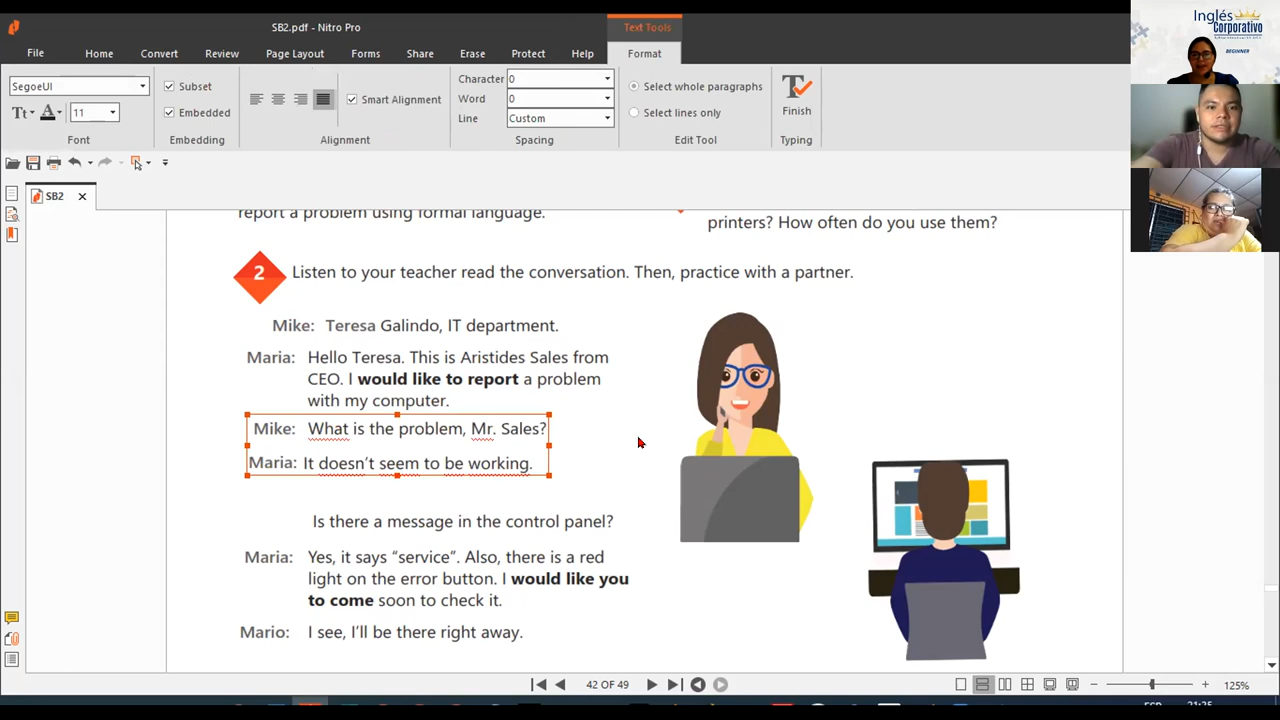 SB2.pdf - Nitro Pro
Text Tools
File
Home
Convert
Review
Page Layout
Forms
Share
Erase
Protect
Help
Format
SegoeUI
Subset
Character
0
Select whole paragraphs
Word
0
Smart Alignment
Tt
A
11
Embedded
Line
Custom
Select lines only
Finish
Font
Embedding
Alignment
Spacing
Edit Tool
Typing
SB2
report a problem using formal language.
printers? How often do you use them?
2
Listen to your teacher read the conversation. Then, practice with a partner.
Mike: Teresa Galindo, IT department.
Maria: Hello Teresa. This is Aristides Sales from
CEO. I would like to report a problem
with my computer.
Mike: What is the problem, Mr. Sales?
Maria: It doesn't seem to be working.
Is there a message in the control panel?
Maria: Yes, it says “service”. Also, there is a red
light on the error button. I would like you
to come soon to check it.
Mario: I see, I'll be there right away.
42 OF 49
125%
Inglés
Corporativo
BEGINNER